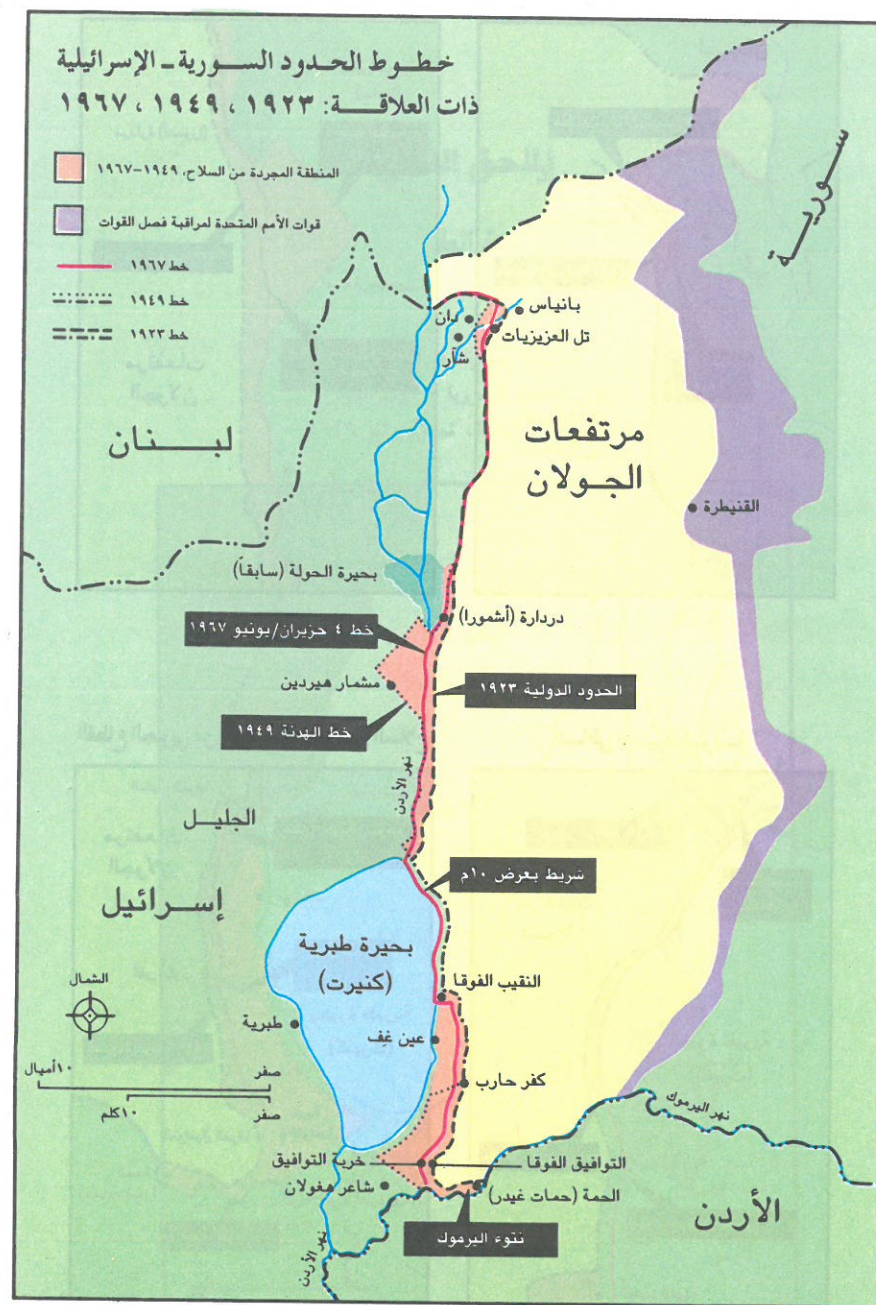 خطوط الحدود السورية - الإسرائيلية
ذات العلاقة: ١٩٢٣ ، ١٩٤٩ ، ١٩٦٧
المنطقة المجردة من السلاح، ١٩٤٩-١٩٦٧
قوات الأمم المتحدة لمراقبة فصل القوات
خط ١٩٦٧
خط ١٩٤٩
خط ١٩٢٣
سورية
بانياس
دان
تل العزيزيات
شآر
لبنان
مرتفعات
الجولان
القنيطرة
بحيرة الحولة (سابقاً)
دردارة (أشمورا)
خط ٤ حزيران/يونيو ١٩٦٧
مشمار هيردين
الحدود الدولية ١٩٢٣
خط الهدنة ١٩٤٩
نهر الأردن
الجليل
شريط بعرض ١٠م
إسرائيل
بحيرة طبرية
(كنيرت)
النقيب الفوقا
الشمال
طبرية
عين غف
صفر
١٠أميال
كفر حارب
صفر
١٠كلم
نهر اليرموك
خربة التوافيق
التوافيق الفوقا
شاعر هغولان
الحمة (حمات غيدر)
الأردن
نتوء اليرموك
نهر الأردن